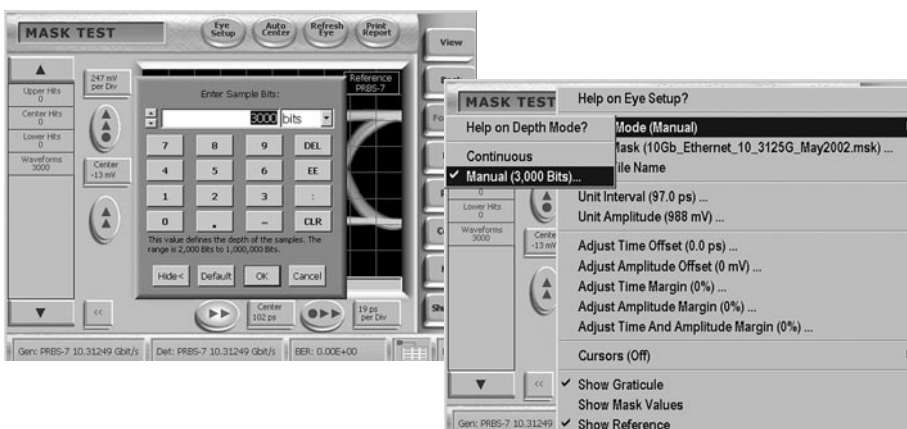 MASK TEST
Eye Setup
Auto Center
Refresh Eye
Print Report
View
Upper Hits
0
Center Hits
0
Lower Hits
0
Waveforms
3000
247 mV
per Div
Center
-13 mV
Reference
PRBS-7
Enter Sample Bits:
3000 bits
7 8 9 DEL
4 5 6 EE
1 2 3 :
0 . - CLR
This value defines the depth of the samples. The
range is 2,000 Bits to 1,000,000 Bits.
Hide< Default OK Cancel
<<
Center
102 ps
19 ps
per Div
Gen: PRBS-7 10.31249 Gbit/s
Det: PRBS-7 10.31249 Gbit/s
BER: 0.00E+00
MASK TEST
Help on Eye Setup?
Help on Depth Mode?
Mode (Manual)
Continuous
Mask (10Gb_Ethernet_10_3125G_May2002.msk) ...
Manual (3,000 Bits)...
File Name
Lower Hits
0
Waveforms
3000
Cente
-13 mV
Unit Interval (97.0 ps) ...
Unit Amplitude (988 mV) ...
Adjust Time Offset (0.0 ps) ...
Adjust Amplitude Offset (0 mV) ...
Adjust Time Margin (0%) ...
Adjust Amplitude Margin (0%) ...
Adjust Time And Amplitude Margin (0%) ...
Cursors (Off)
<<
Show Graticule
Show Mask Values
Show Reference
Gen: PRBS-7 10.31249